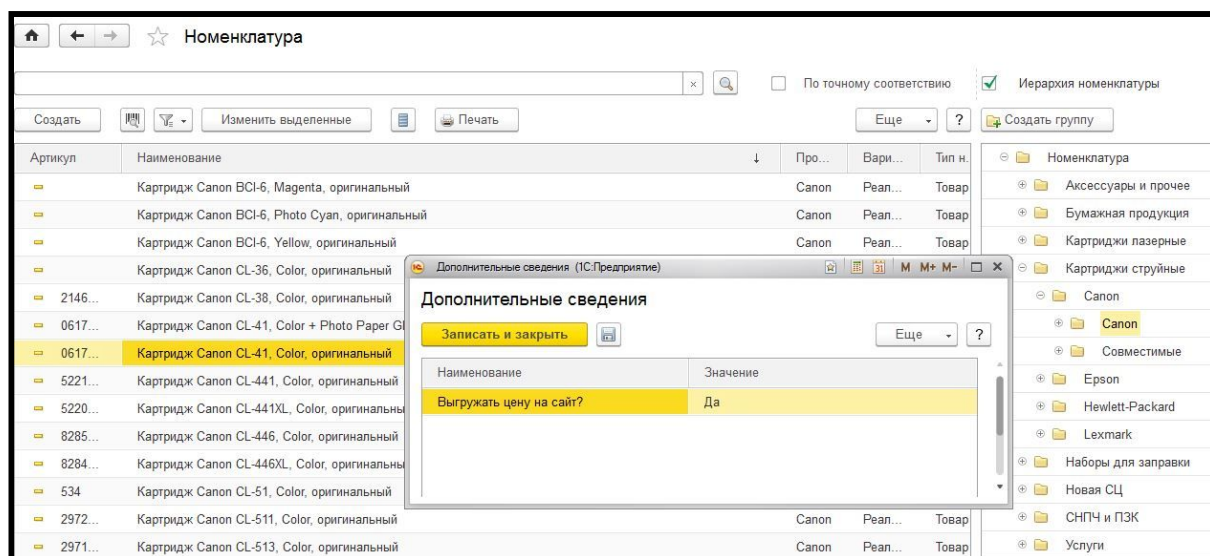 Номенклатура
По точному соответствию Иерархия номенклатуры
Создать Изменить выделенные Печать Еще ? Создать группу
Артикул Наименование ↓ Про... Вари... Тип н. Номенклатура
Картридж Canon BCI-6, Magenta, оригинальный Canon Реал... Товар Аксессуары и прочее
Картридж Canon BCI-6, Photo Cyan, оригинальный Canon Реал... Товар Бумажная продукция
Картридж Canon BCI-6, Yellow, оригинальный Canon Реал... Товар Картриджи лазерные
Картридж Canon CL-36, Color, оригинальный Дополнительные сведения (1С:Предприятие) 31 M M+ M- Картриджи струйные
2146... Картридж Canon CL-38, Color, оригинальный Дополнительные сведения Canon
0617... Картридж Canon CL-41, Color + Photo Paper Gl Записать и закрыть Еще ? Canon
0617... Картридж Canon CL-41, Color, оригинальный Совместимые
5221... Картридж Canon CL-441, Color, оригинальный Наименование Значение Epson
5220... Картридж Canon CL-441XL, Color, оригинальны Выгружать цену на сайт? Да Hewlett-Packard
8285... Картридж Canon CL-446, Color, оригинальный Lexmark
8284... Картридж Canon CL-446XL, Color, оригинальны Наборы для заправки
534 Картридж Canon CL-51, Color, оригинальный Новая СЦ
2972... Картридж Canon CL-511, Color, оригинальный Canon Реал... Товар СНПЧ и ПЗК
2971... Картридж Canon CL-513, Color, оригинальный Canon Реал... Товар Услуги